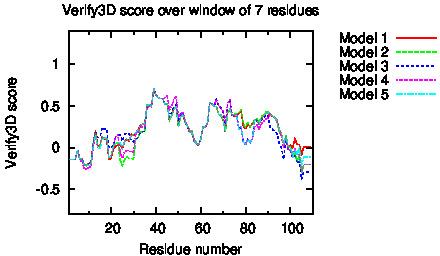 Verify3D score over window of 7 residues
Verify3D score
1
0.5
0
-0.5
20 40 60 80 100
Residue number
Model 1
Model 2
Model 3
Model 4
Model 5